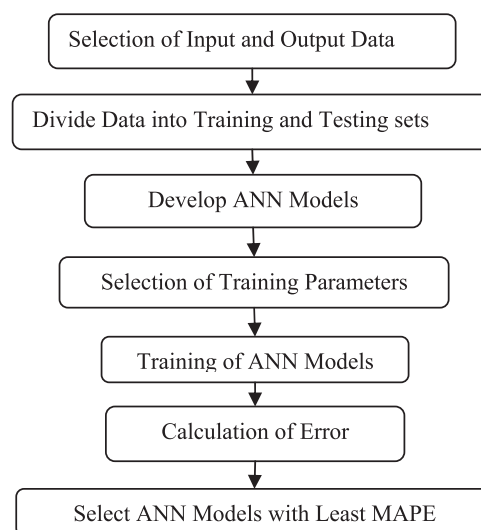 Selection of Input and Output Data
Divide Data into Training and Testing sets
Develop ANN Models
Selection of Training Parameters
Training of ANN Models
Calculation of Error
Select ANN Models with Least MAPE